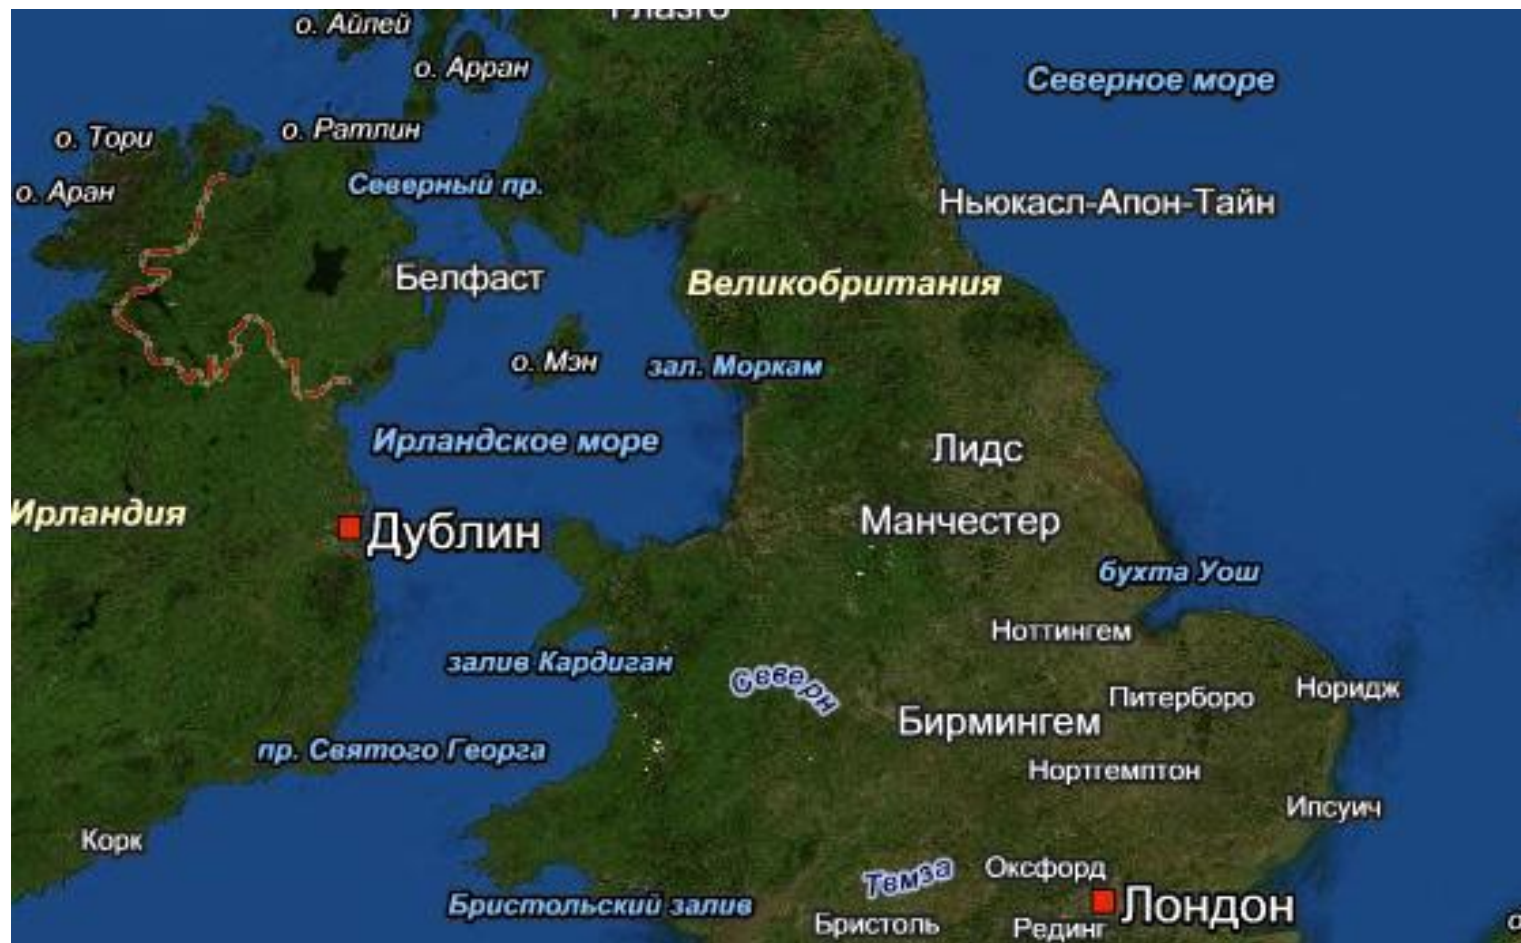 Глазго
о. Айлей
о. Арран
Северное море
о. Ратлин
о. Тори
Северный пр.
о. Аран
Ньюкасл-Апон-Тайн
Белфаст
Великобритания
о. Мэн
зал. Моркам
Ирландское море
Лидс
Ирландия
Дублин
Манчестер
бухта Уош
Ноттингем
залив Кардиган
Северн
Питерборо
Норидж
Бирмингем
пр. Святого Георга
Нортгемптон
Ипсуич
Корк
Темза
Оксфорд
Бристольский залив
Лондон
Бристоль
Рединг